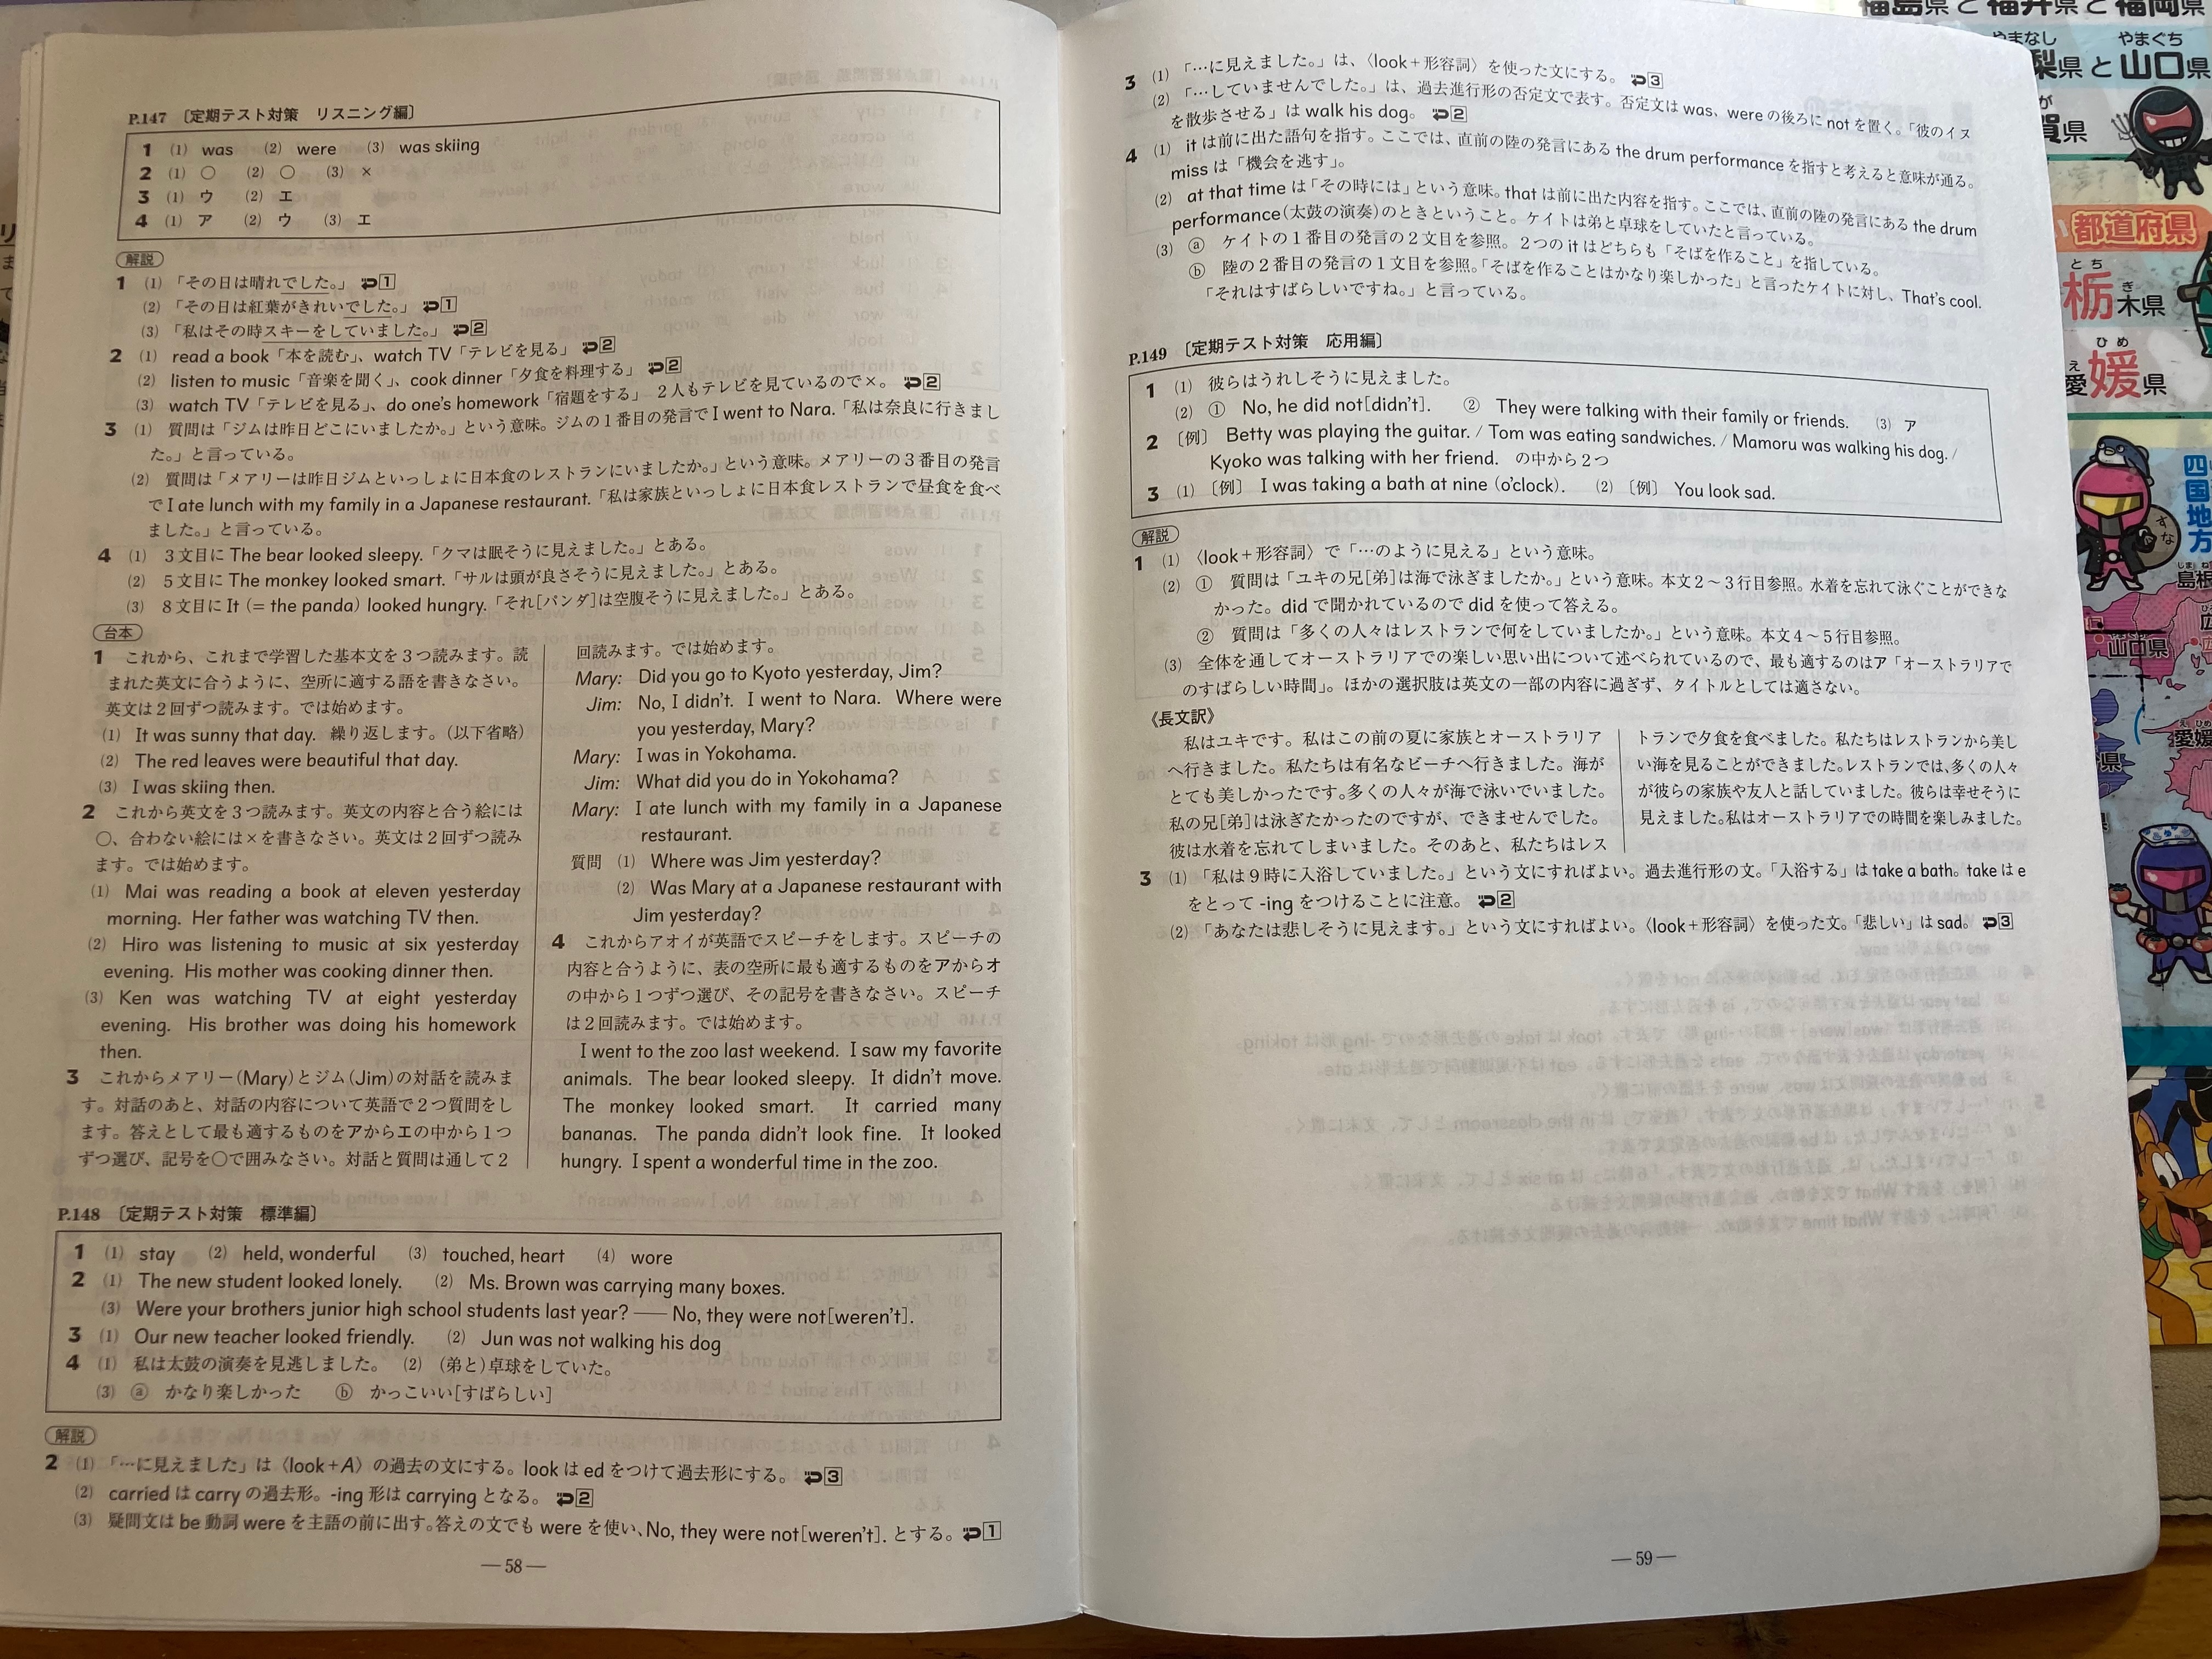 P.147 〔定期テスト対策 リスニング編〕
1 (1) was (2) were (3) was skiing
2 (1) ○ (2) ○ (3) ×
3 (1) ウ (2) エ
4 (1) ア (2) ウ (3) エ
解説
1 (1) 「その日は晴れでした。」 1
(2) 「その日は紅葉がきれいでした。」 1
(3) 「私はその時スキーをしていました。」 2
2 (1) read a book「本を読む」、watch TV「テレビを見る」 2
(2) listen to music「音楽を聞く」、cook dinner「夕食を料理する」 2
(3) watch TV「テレビを見る」、do one's homework「宿題をする」 2人もテレビを見ているので×。 2
3 (1) 質問は「ジムは昨日どこにいましたか。」という意味。ジムの1番目の発言で I went to Nara.「私は奈良に行きまし
た。」と言っている。
(2) 質問は「メアリーは昨日ジムといっしょに日本食のレストランにいましたか。」という意味。メアリーの3番目の発言
で I ate lunch with my family in a Japanese restaurant.「私は家族といっしょに日本食レストランで昼食を食べ
ました。」と言っている。
4 (1) 3文目に The bear looked sleepy.「クマは眠そうに見えました。」とある。
(2) 5文目に The monkey looked smart.「サルは頭が良さそうに見えました。」とある。
(3) 8文目に It (= the panda) looked hungry.「それ[パンダ]は空腹そうに見えました。」とある。
台本
1 これから、これまで学習した基本文を3つ読みます。読
まれた英文に合うように、空所に適する語を書きなさい。
英文は2回ずつ読みます。では始めます。
(1) It was sunny that day. 繰り返します。(以下省略)
(2) The red leaves were beautiful that day.
(3) I was skiing then.
2 これから英文を3つ読みます。英文の内容と合う絵には
○、合わない絵には×を書きなさい。英文は2回ずつ読み
ます。では始めます。
(1) Mai was reading a book at eleven yesterday
morning. Her father was watching TV then.
(2) Hiro was listening to music at six yesterday
evening. His mother was cooking dinner then.
(3) Ken was watching TV at eight yesterday
evening. His brother was doing his homework
then.
3 これからメアリー(Mary)とジム(Jim)の対話を読みま
す。対話のあと、対話の内容について英語で2つ質問をし
ます。答えとして最も適するものをアからエの中から1つ
ずつ選び、記号を○で囲みなさい。対話と質問は通して2
回読みます。では始めます。
Mary: Did you go to Kyoto yesterday, Jim?
Jim: No, I didn't. I went to Nara. Where were
you yesterday, Mary?
Mary: I was in Yokohama.
Jim: What did you do in Yokohama?
Mary: I ate lunch with my family in a Japanese
restaurant.
質問 (1) Where was Jim yesterday?
(2) Was Mary at a Japanese restaurant with
Jim yesterday?
4 これからアオイが英語でスピーチをします。スピーチの
内容と合うように、表の空所に最も適するものをアからオ
の中から1つずつ選び、その記号を書きなさい。スピーチ
は2回読みます。では始めます。
I went to the zoo last weekend. I saw my favorite
animals. The bear looked sleepy. It didn't move.
The monkey looked smart. It carried many
bananas. The panda didn't look fine. It looked
hungry. I spent a wonderful time in the zoo.
P.148 〔定期テスト対策 標準編〕
1 (1) stay (2) held, wonderful (3) touched, heart (4) wore
2 (1) The new student looked lonely. (2) Ms. Brown was carrying many boxes.
(3) Were your brothers junior high school students last year? ── No, they were not[weren't].
3 (1) Our new teacher looked friendly. (2) Jun was not walking his dog
4 (1) 私は太鼓の演奏を見逃しました。 (2) (弟と)卓球をしていた。
(3) ⓐ かなり楽しかった ⓑ かっこいい[すばらしい]
解説
2 (1) 「…に見えました」は〈look+A〉の過去の文にする。look は ed をつけて過去形にする。 3
(2) carried は carry の過去形。-ing 形は carrying となる。 2
(3) 疑問文は be 動詞 were を主語の前に出す。答えの文でも were を使い、No, they were not[weren't]. とする。 1
— 58 —
3 (1) 「…に見えました。」は、〈look+形容詞〉を使った文にする。 3
(2) 「…していませんでした。」は、過去進行形の否定文で表す。否定文は was、were の後ろに not を置く。「彼のイヌ
を散歩させる」は walk his dog。 2
4 (1) it は前に出た語句を指す。ここでは、直前の陸の発言にある the drum performance を指すと考えると意味が通る。
miss は「機会を逃す」。
(2) at that time は「その時には」という意味。that は前に出た内容を指す。ここでは、直前の陸の発言にある the drum
performance(太鼓の演奏)のときということ。ケイトは弟と卓球をしていたと言っている。
(3) ⓐ ケイトの1番目の発言の2文目を参照。2つの it はどちらも「そばを作ること」を指している。
ⓑ 陸の2番目の発言の1文目を参照。「そばを作ることはかなり楽しかった」と言ったケイトに対し、That's cool.
「それはすばらしいですね。」と言っている。
P.149 〔定期テスト対策 応用編〕
1 (1) 彼らはうれしそうに見えました。
(2) ① No, he did not[didn't]. ② They were talking with their family or friends. (3) ア
2 〔例〕 Betty was playing the guitar. / Tom was eating sandwiches. / Mamoru was walking his dog. /
Kyoko was talking with her friend. の中から2つ
3 (1) 〔例〕 I was taking a bath at nine (o'clock). (2) 〔例〕 You look sad.
解説
1 (1) 〈look+形容詞〉で「…のように見える」という意味。
(2) ① 質問は「ユキの兄[弟]は海で泳ぎましたか。」という意味。本文2〜3行目参照。水着を忘れて泳ぐことができな
かった。did で聞かれているので did を使って答える。
② 質問は「多くの人々はレストランで何をしていましたか。」という意味。本文4〜5行目参照。
(3) 全体を通してオーストラリアでの楽しい思い出について述べられているので、最も適するのはア「オーストラリアで
のすばらしい時間」。ほかの選択肢は英文の一部の内容に過ぎず、タイトルとしては適さない。
《長文訳》
私はユキです。私はこの前の夏に家族とオーストラリア
へ行きました。私たちは有名なビーチへ行きました。海が
とても美しかったです。多くの人々が海で泳いでいました。
私の兄[弟]は泳ぎたかったのですが、できませんでした。
彼は水着を忘れてしまいました。そのあと、私たちはレス
トランで夕食を食べました。私たちはレストランから美し
い海を見ることができました。レストランでは、多くの人々
が彼らの家族や友人と話していました。彼らは幸せそうに
見えました。私はオーストラリアでの時間を楽しみました。
3 (1) 「私は9時に入浴していました。」という文にすればよい。過去進行形の文。「入浴する」は take a bath。take は e
をとって -ing をつけることに注意。 2
(2) 「あなたは悲しそうに見えます。」という文にすればよい。〈look+形容詞〉を使った文。「悲しい」は sad。 3
— 59 —
福島県と福井県と福岡県
やまなし やまぐち
梨県と山口県
が
賀県
い都道府県
とち ぎ
栃木県
え ひめ
愛媛県
四国地方
すな
しまね
島根
山口県
えひめ
愛媛
県